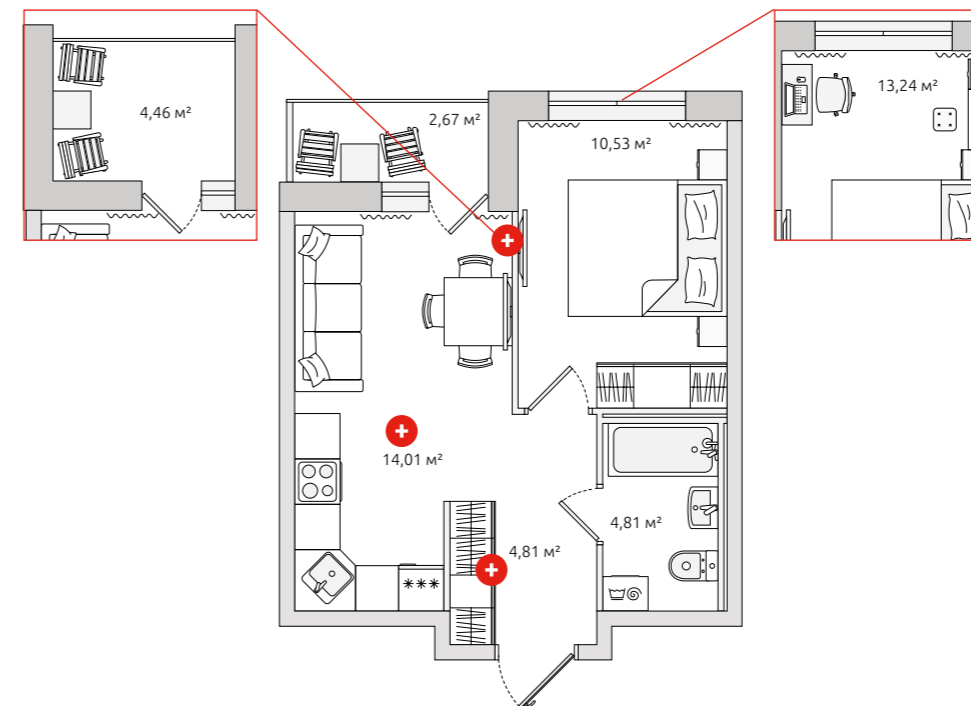 4,46 м²
13,24 м²
2,67 м²
10,53 м²
14,01 м²
4,81 м²
4,81 м²